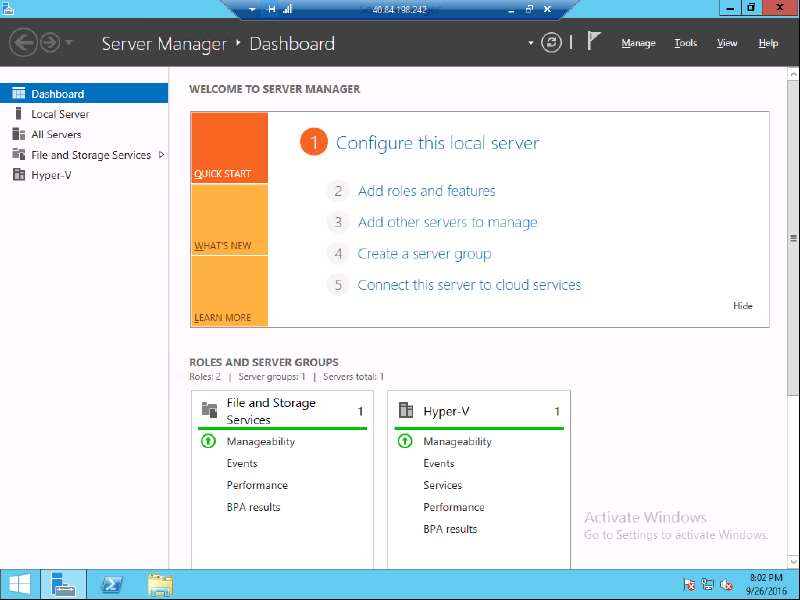 40.84.198.242
Server Manager Dashboard
Manage Tools View Help
Dashboard
Local Server
All Servers
File and Storage Services
Hyper-V
WELCOME TO SERVER MANAGER
QUICK START
WHAT'S NEW
LEARN MORE
1 Configure this local server
2 Add roles and features
3 Add other servers to manage
4 Create a server group
5 Connect this server to cloud services
Hide
ROLES AND SERVER GROUPS
Roles: 2 | Server groups: 1 | Servers total: 1
File and Storage
Services 1
Manageability
Events
Performance
BPA results
Hyper-V 1
Manageability
Events
Services
Performance
BPA results
Activate Windows
Go to Settings to activate Windows.
8:02 PM
9/26/2016